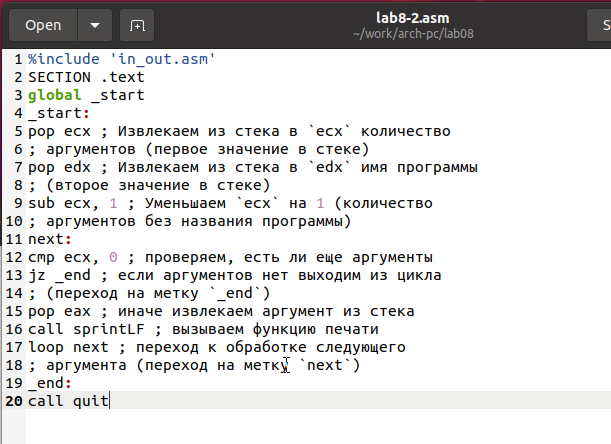 Open
lab8-2.asm
~/work/arch-pc/lab08
S
1 %include 'in_out.asm'
2 SECTION .text
3 global _start
4 _start:
5 pop ecx ; Извлекаем из стека в `ecx` количество
6 ; аргументов (первое значение в стеке)
7 pop edx ; Извлекаем из стека в `edx` имя программы
8 ; (второе значение в стеке)
9 sub ecx, 1 ; Уменьшаем `ecx` на 1 (количество
10 ; аргументов без названия программы)
11 next:
12 cmp ecx, 0 ; проверяем, есть ли еще аргументы
13 jz _end ; если аргументов нет выходим из цикла
14 ; (переход на метку `_end`)
15 pop eax ; иначе извлекаем аргумент из стека
16 call sprintLF ; вызываем функцию печати
17 loop next ; переход к обработке следующего
18 ; аргумента (переход на метку `next`)
19 _end:
20 call quit